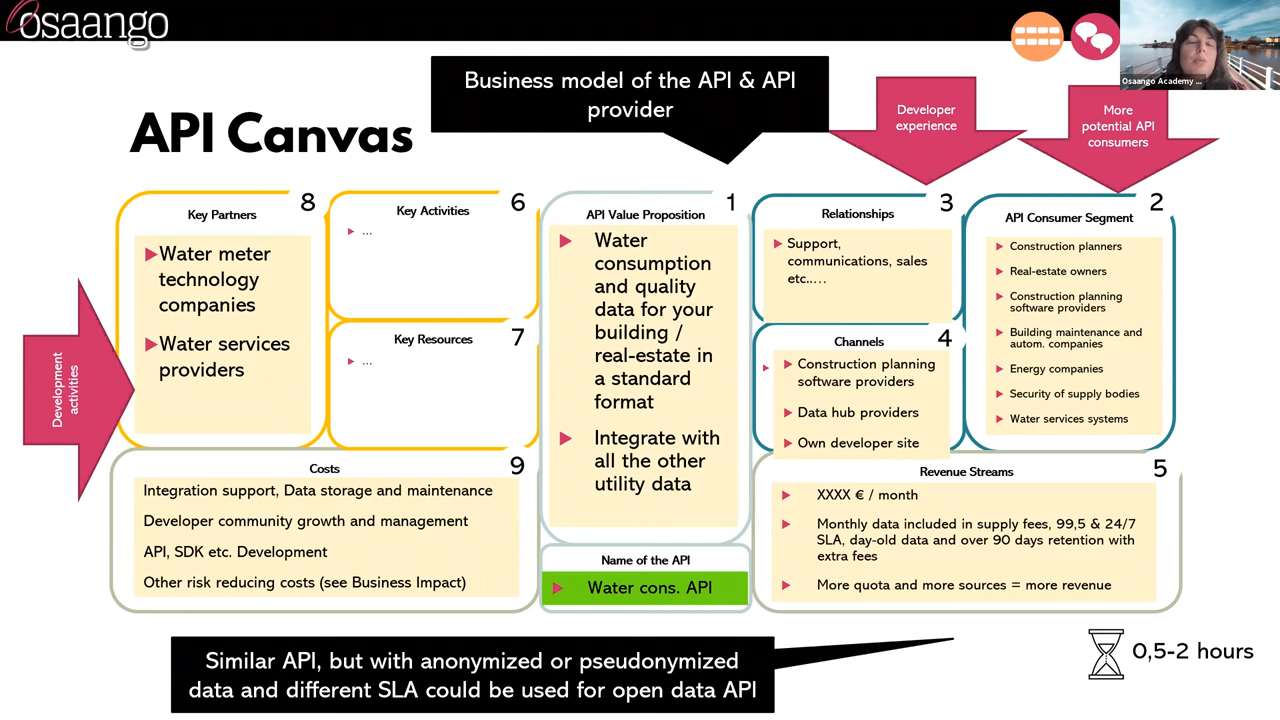 osaango
Osaango Academy ...
Business model of the API & API
provider
Developer
experience
More
potential API
consumers
API Canvas
Key Partners
8
Water meter
technology
companies
Water services
providers
Key Activities
6
...
Key Resources
7
...
API Value Proposition
1
Water
consumption
and quality
data for your
building /
real-estate in
a standard
format
Integrate with
all the other
utility data
Relationships
3
Support,
communications, sales
etc.….
Channels
4
Construction planning
software providers
Data hub providers
Own developer site
API Consumer Segment
2
Construction planners
Real-estate owners
Construction planning
software providers
Building maintenance and
autom. companies
Energy companies
Security of supply bodies
Water services systems
Development
activities
Costs
9
Integration support, Data storage and maintenance
Developer community growth and management
API, SDK etc. Development
Other risk reducing costs (see Business Impact)
Name of the API
Water cons. API
Revenue Streams
5
XXXX € / month
Monthly data included in supply fees, 99,5 & 24/7
SLA, day-old data and over 90 days retention with
extra fees
More quota and more sources = more revenue
Similar API, but with anonymized or pseudonymized
data and different SLA could be used for open data API
0,5-2 hours